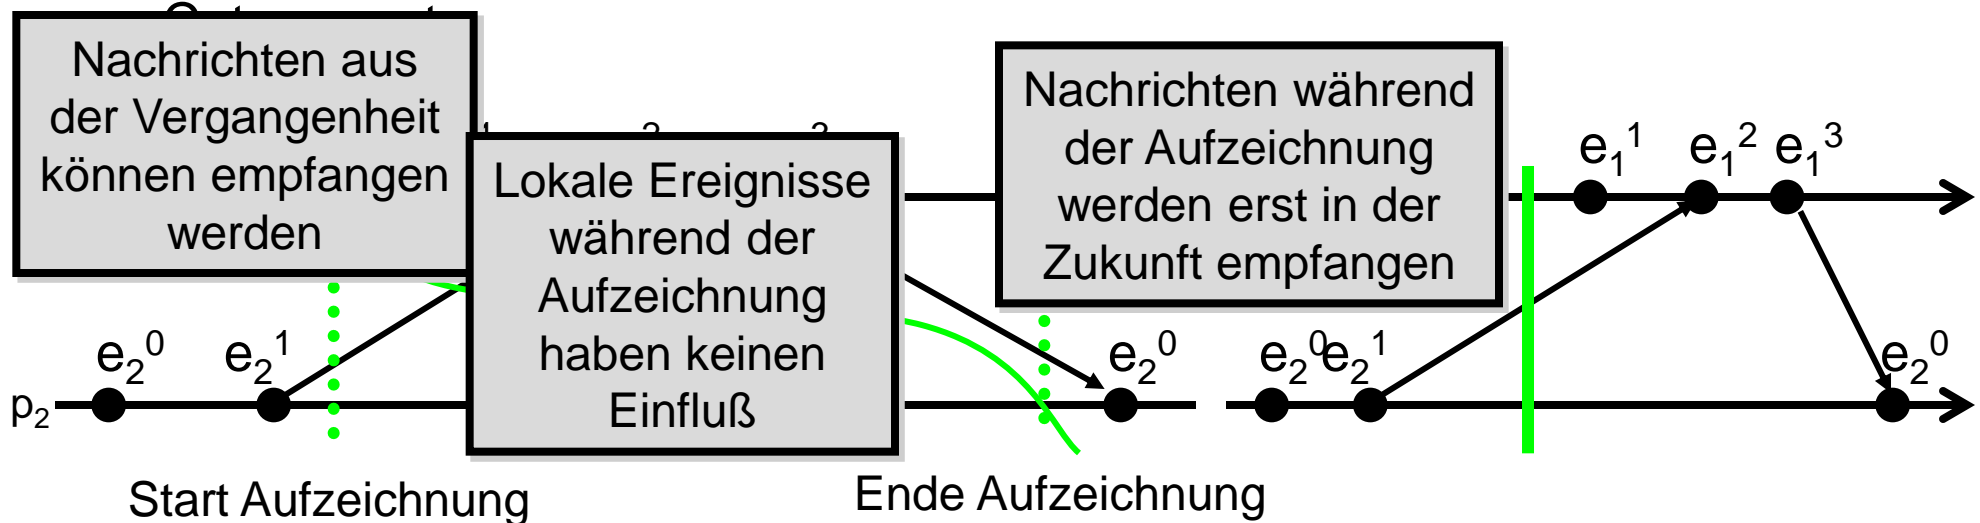 Nachrichten aus
der Vergangenheit
können empfangen
werden
Lokale Ereignisse
während der
Aufzeichnung
haben keinen
Einfluß
Nachrichten während
der Aufzeichnung
werden erst in der
Zukunft empfangen
e₁¹ e₁² e₁³
e₂⁰ e₂¹ e₂⁰ e₂⁰ e₂¹ e₂⁰
p₂
Start Aufzeichnung
Ende Aufzeichnung